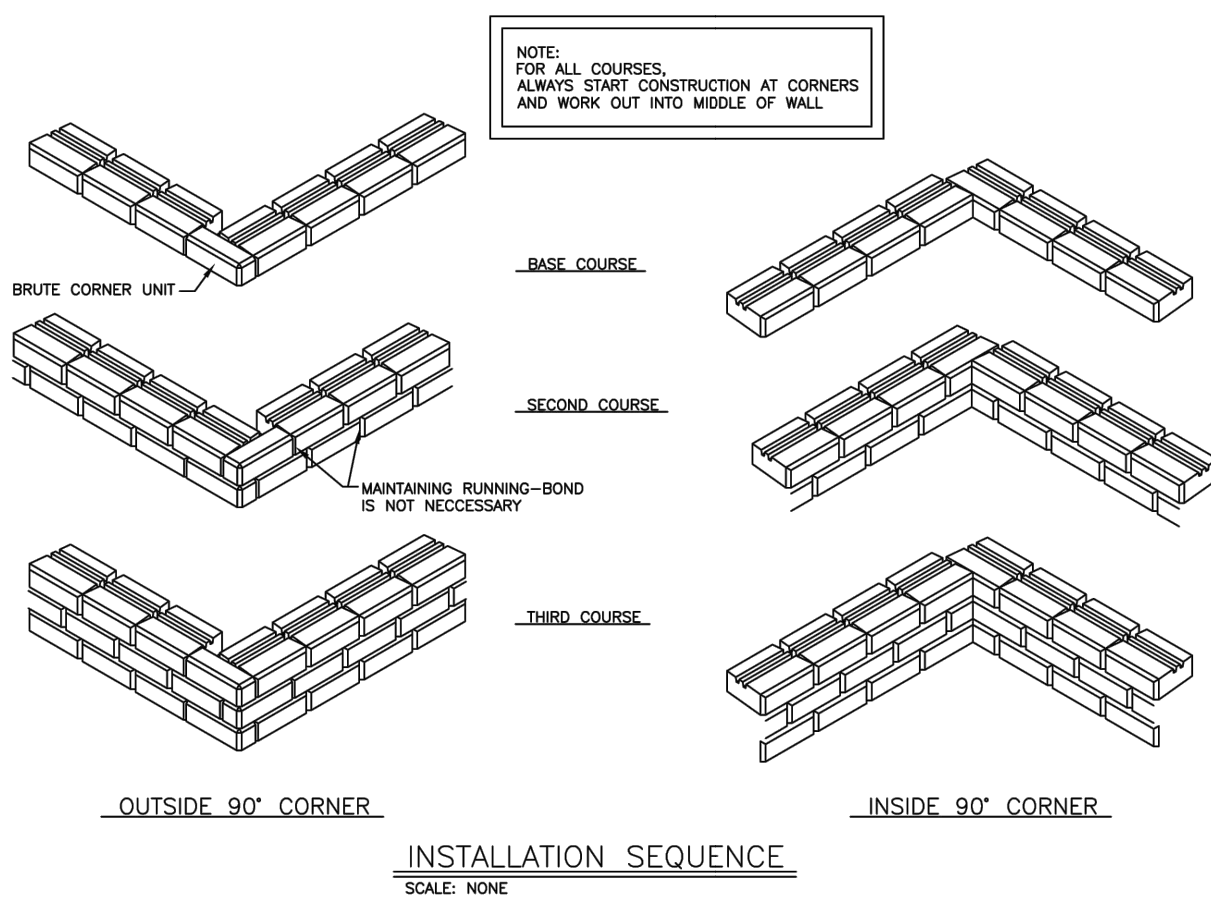 NOTE:
FOR ALL COURSES,
ALWAYS START CONSTRUCTION AT CORNERS
AND WORK OUT INTO MIDDLE OF WALL
BRUTE CORNER UNIT
BASE COURSE
SECOND COURSE
MAINTAINING RUNNING-BOND
IS NOT NECCESSARY
THIRD COURSE
OUTSIDE 90° CORNER
INSIDE 90° CORNER
INSTALLATION SEQUENCE
SCALE: NONE